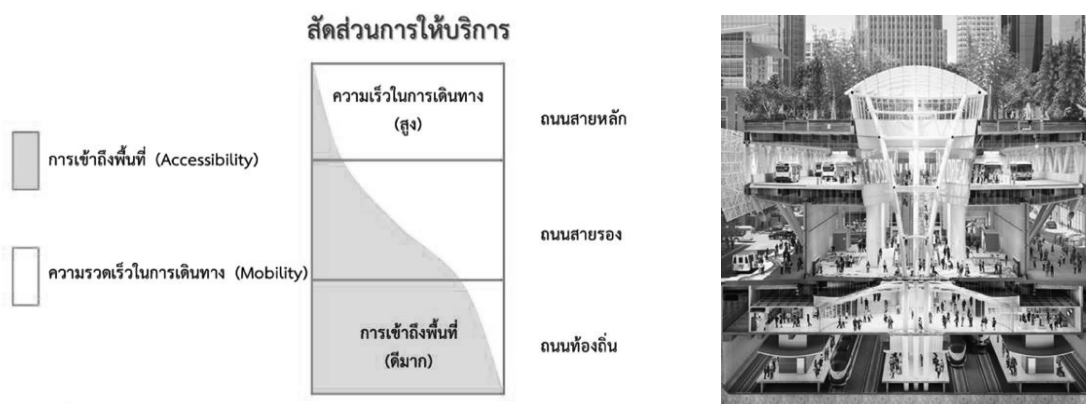 สัดส่วนการให้บริการ
ความเร็วในการเดินทาง
(สูง)
ถนนสายหลัก
การเข้าถึงพื้นที่ (Accessibility)
ถนนสายรอง
ความรวดเร็วในการเดินทาง (Mobility)
การเข้าถึงพื้นที่
(ดีมาก)
ถนนท้องถิ่น